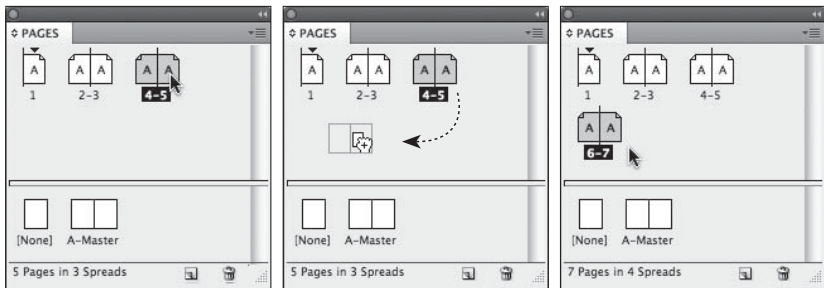 PAGES
A A A A A
1 2-3 4-5
[None] A-Master
5 Pages in 3 Spreads
PAGES
A A A A A
1 2-3 4-5
[None] A-Master
5 Pages in 3 Spreads
PAGES
A A A A A
1 2-3 4-5
A A
6-7
[None] A-Master
7 Pages in 4 Spreads